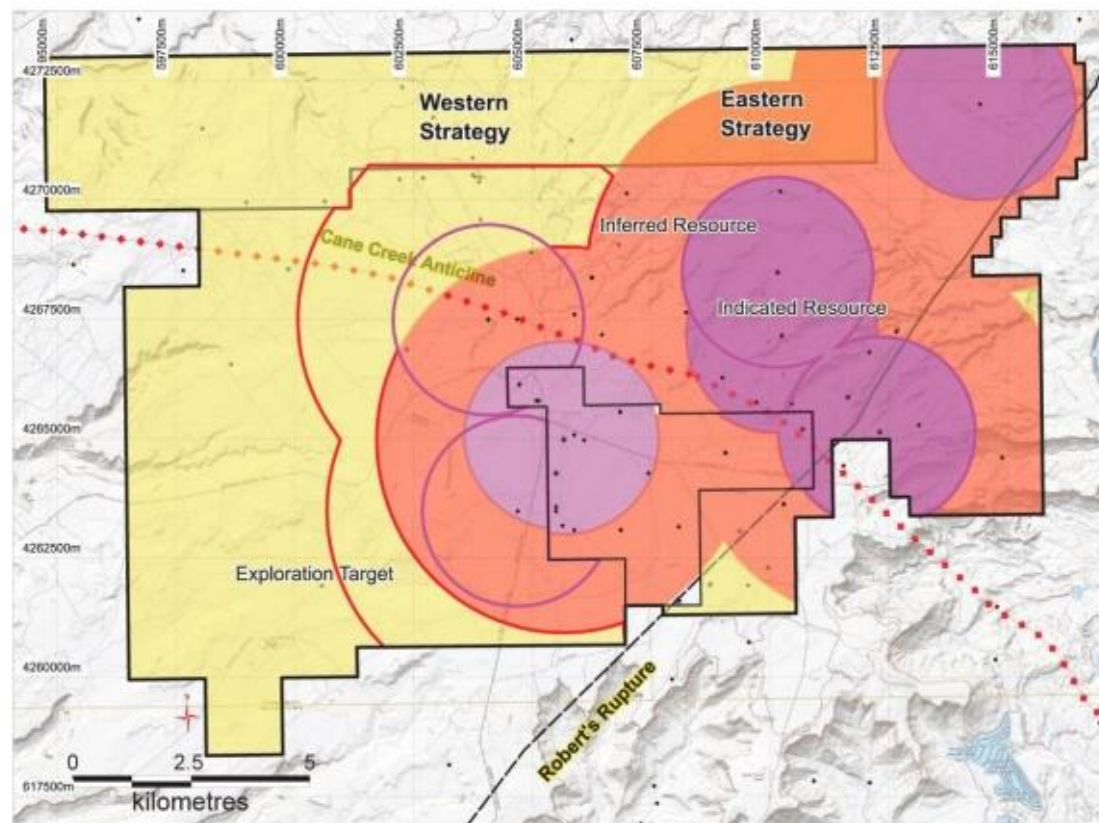 95000m
597500m
600000m
602500m
605000m
607500m
610000m
612500m
615000m
4272500m
Western
Strategy
Eastern
Strategy
4270000m
Inferred Resource
Cane Creek Anticline
4267500m
Indicated Resource
4265000m
4262500m
Exploration Target
4260000m
Robert's Rupture
0 2.5 5
617500m
kilometres